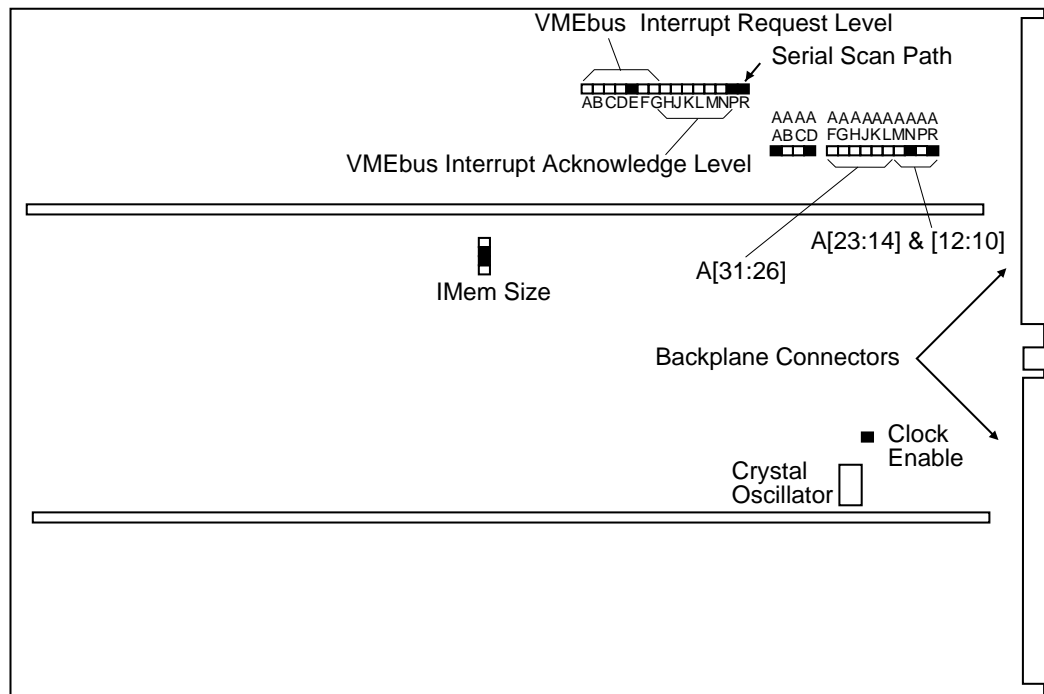 VMEbus  Interrupt Request Level
Serial Scan Path
ABCDEFGHJKLMNPR
AAAA AAAAAAAAAA
ABCD FGHJKLMNPR
VMEbus Interrupt Acknowledge Level
A[23:14] & [12:10]
A[31:26]
IMem Size
Backplane Connectors
Clock
Enable
Crystal
Oscillator